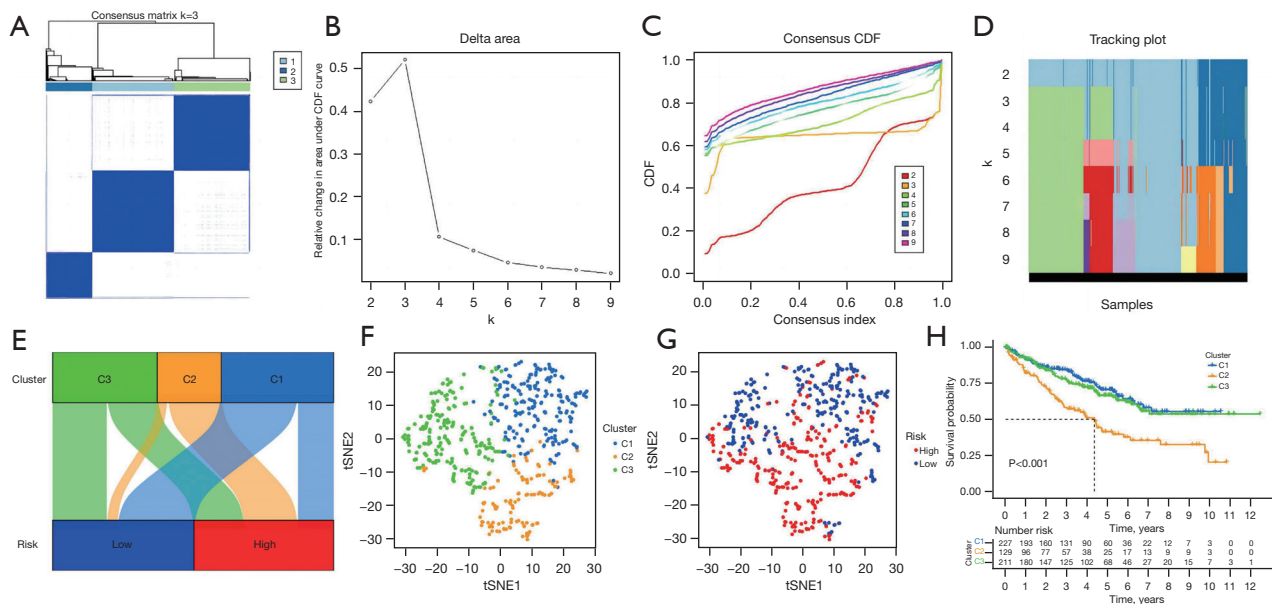 A
Consensus matrix k=3
1
2
3
B
Delta area
Relative change in area under CDF curve
0.5
0.4
0.3
0.2
0.1
2 3 4 5 6 7 8 9
k
C
Consensus CDF
CDF
1.0
0.8
0.6
0.4
0.2
0.0
2
3
4
5
6
7
8
9
0.0 0.2 0.4 0.6 0.8 1.0
Consensus index
D
Tracking plot
k
2
3
4
5
6
7
8
9
Samples
E
Cluster
C3 C2 C1
Risk
Low High
F
tSNE2
20
10
0
−10
−20
−30
−30 −20 −10 0 10 20 30
tSNE1
Cluster
C1
C2
C3
G
tSNE2
20
10
0
−10
−20
−30
−30 −20 −10 0 10 20 30
tSNE1
Risk
High
Low
H
Survival probability
1.00
0.75
0.50
0.25
0.00
Cluster
C1
C2
C3
P<0.001
0 1 2 3 4 5 6 7 8 9 10 11 12
Time, years
Number risk
Cluster
C1 227 193 160 131 90 60 36 22 12 7 3 0 0
C2 129 96 77 57 38 25 17 13 9 9 3 0 0
C3 211 180 147 125 102 68 46 27 20 15 7 3 1
0 1 2 3 4 5 6 7 8 9 10 11 12
Time, years